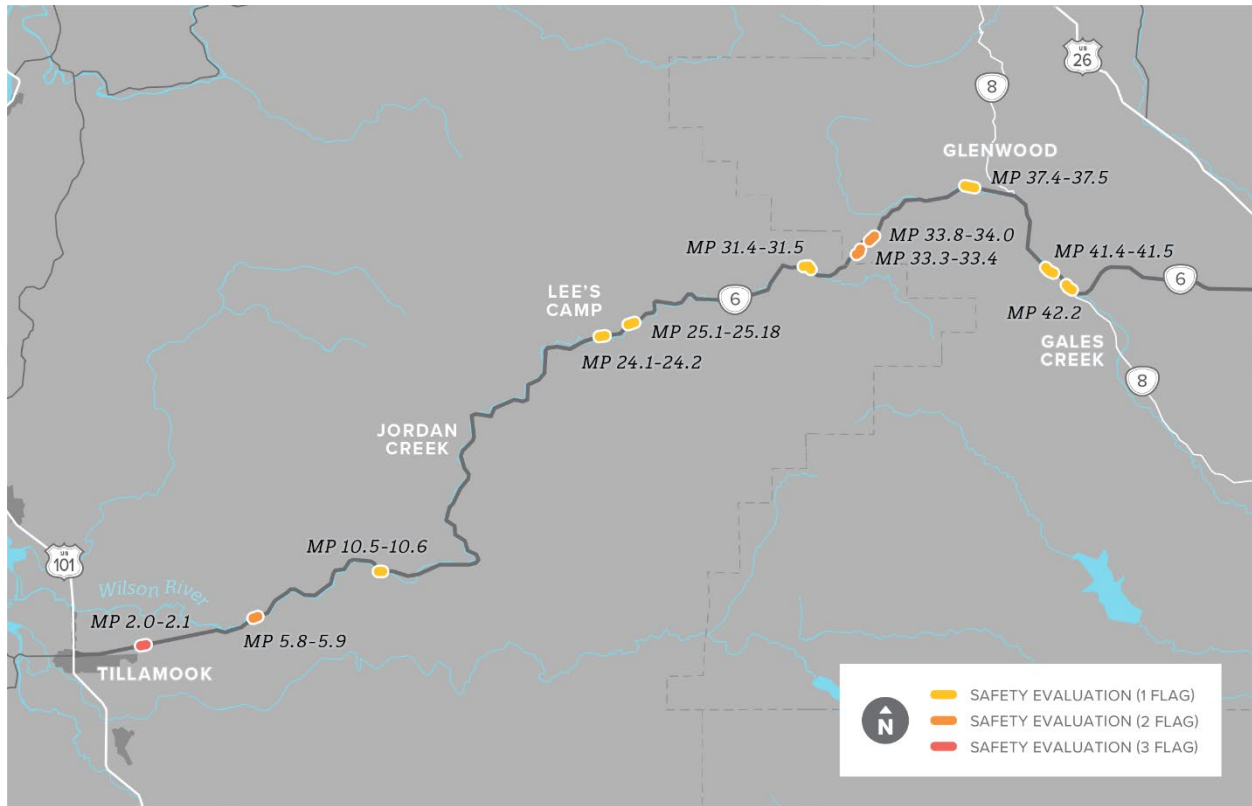 US
26
8
GLENWOOD
MP 37.4-37.5
MP 33.8-34.0
MP 33.3-33.4
MP 31.4-31.5
MP 41.4-41.5
6
6
MP 42.2
LEE'S
CAMP
MP 25.1-25.18
MP 24.1-24.2
GALES
CREEK
8
JORDAN
CREEK
MP 10.5-10.6
US
101
Wilson River
MP 2.0-2.1
MP 5.8-5.9
TILLAMOOK
N
SAFETY EVALUATION (1 FLAG)
SAFETY EVALUATION (2 FLAG)
SAFETY EVALUATION (3 FLAG)